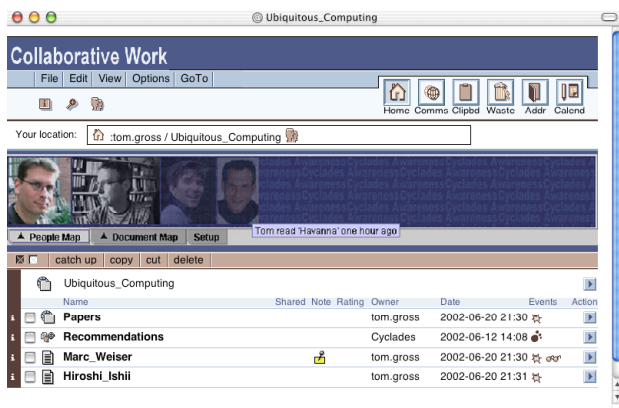 Ubiquitous_Computing
Collaborative Work
File Edit View Options GoTo
Home Comms Clipbd Waste Addr Calend
Your location: :tom.gross / Ubiquitous_Computing
Tom read 'Havanna' one hour ago
People Map Document Map Setup
catch up copy cut delete
Ubiquitous_Computing
Name Shared Note Rating Owner Date Events Action
i Papers tom.gross 2002-06-20 21:30
i Recommendations Cyclades 2002-06-12 14:08
i Marc_Weiser tom.gross 2002-06-20 21:30
i Hiroshi_Ishii tom.gross 2002-06-20 21:31